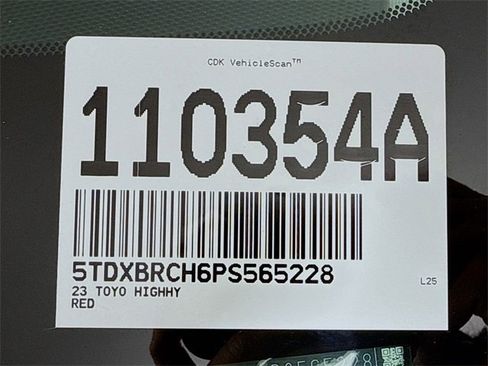 CDK VehicleScan™
110354A
5TDXBRCH6PS565228
23 TOYO HIGHHY
RED
L25